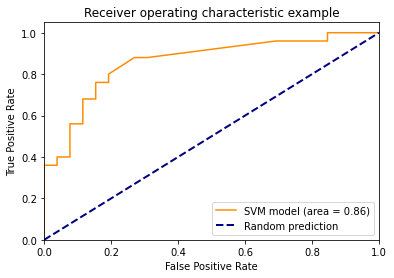 Receiver operating characteristic example
True Positive Rate
1.0
0.8
0.6
0.4
0.2
0.0
SVM model (area = 0.86)
Random prediction
0.0 0.2 0.4 0.6 0.8 1.0
False Positive Rate